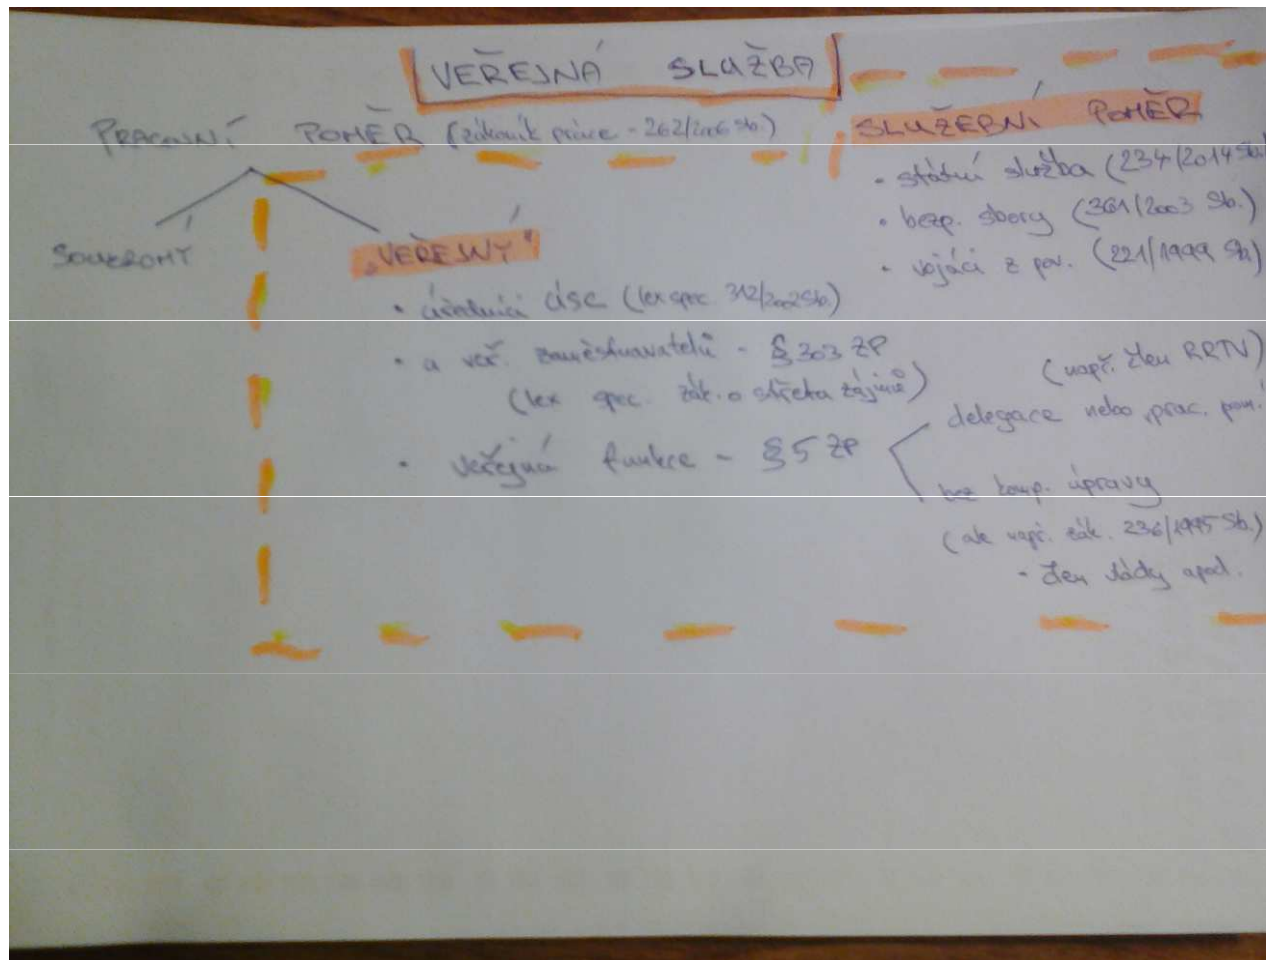 VEŘEJNÁ SLUŽBA
PRACOVNÍ POMĚR (zákoník práce - 262/2006 Sb.)
SOUKROMÝ
„VEŘEJNÝ“
• úředníci ÚSC (lex spec 312/2002 Sb.)
• a veř. zaměstnavatelů - § 303 ZP
(lex spec. zák. o střetu zájmů)
• veřejná funkce - § 5 ZP
SLUŽEBNÍ POMĚR
• státní služba (234/2014 Sb.)
• bezp. sbory (361/2003 Sb.)
• vojáci z pov. (221/1999 Sb.)
(např. člen RRTV)
delegace nebo prac. pom.
bez komp. úpravy
(ale např. zák. 236/1995 Sb.)
- člen vlády apod.